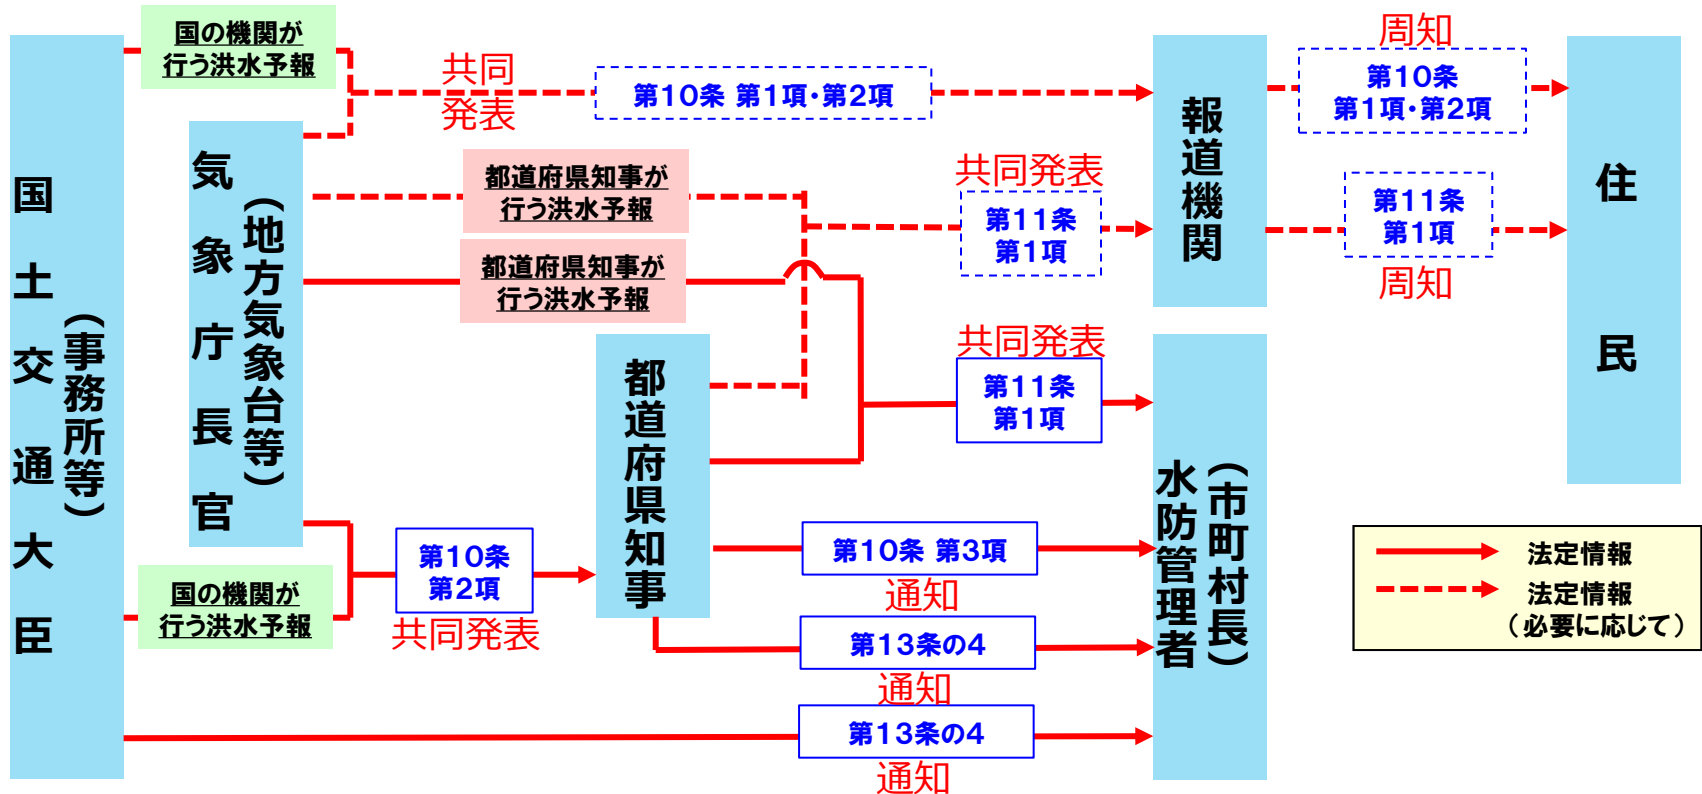 国土交通大臣
(事務所等)
気象庁長官
(地方気象台等)
国の機関が
行う洪水予報
共同
発表
第10条 第1項・第2項
都道府県知事が
行う洪水予報
都道府県知事が
行う洪水予報
共同発表
第11条
第1項
共同発表
第11条
第1項
都道府県知事
国の機関が
行う洪水予報
第10条
第2項
共同発表
第10条 第3項
通知
第13条の4
通知
第13条の4
通知
報道機関
水防管理者
(市町村長)
周知
第10条
第1項・第2項
第11条
第1項
周知
住民
法定情報
法定情報
(必要に応じて)